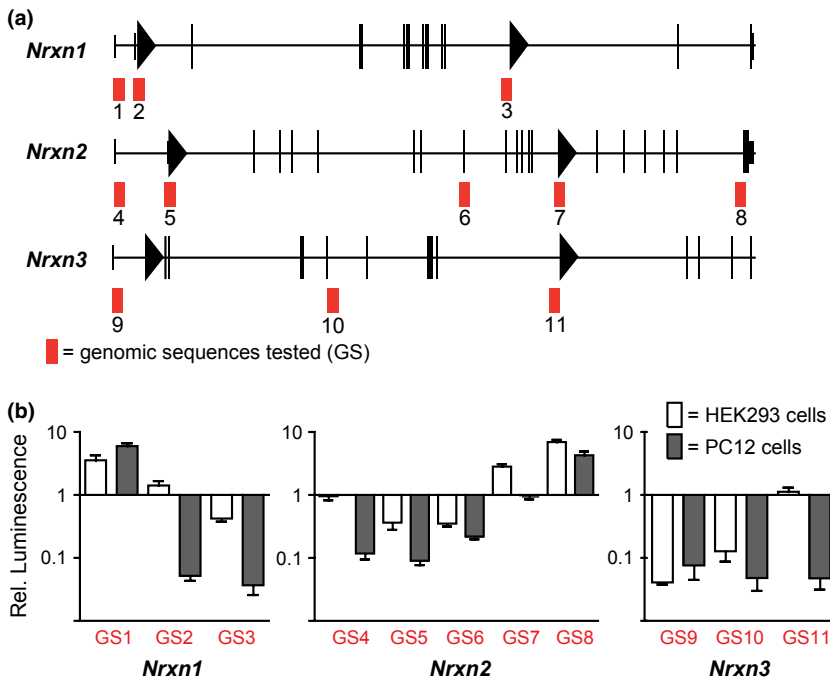 (a)
Nrxn1
1 2 3
Nrxn2
4 5 6 7 8
Nrxn3
9 10 11
= genomic sequences tested (GS)
(b)
= HEK293 cells
= PC12 cells
Rel. Luminescence
10
1
0.1
GS1 GS2 GS3
Nrxn1
10
1
0.1
GS4 GS5 GS6 GS7 GS8
Nrxn2
10
1
0.1
GS9 GS10 GS11
Nrxn3